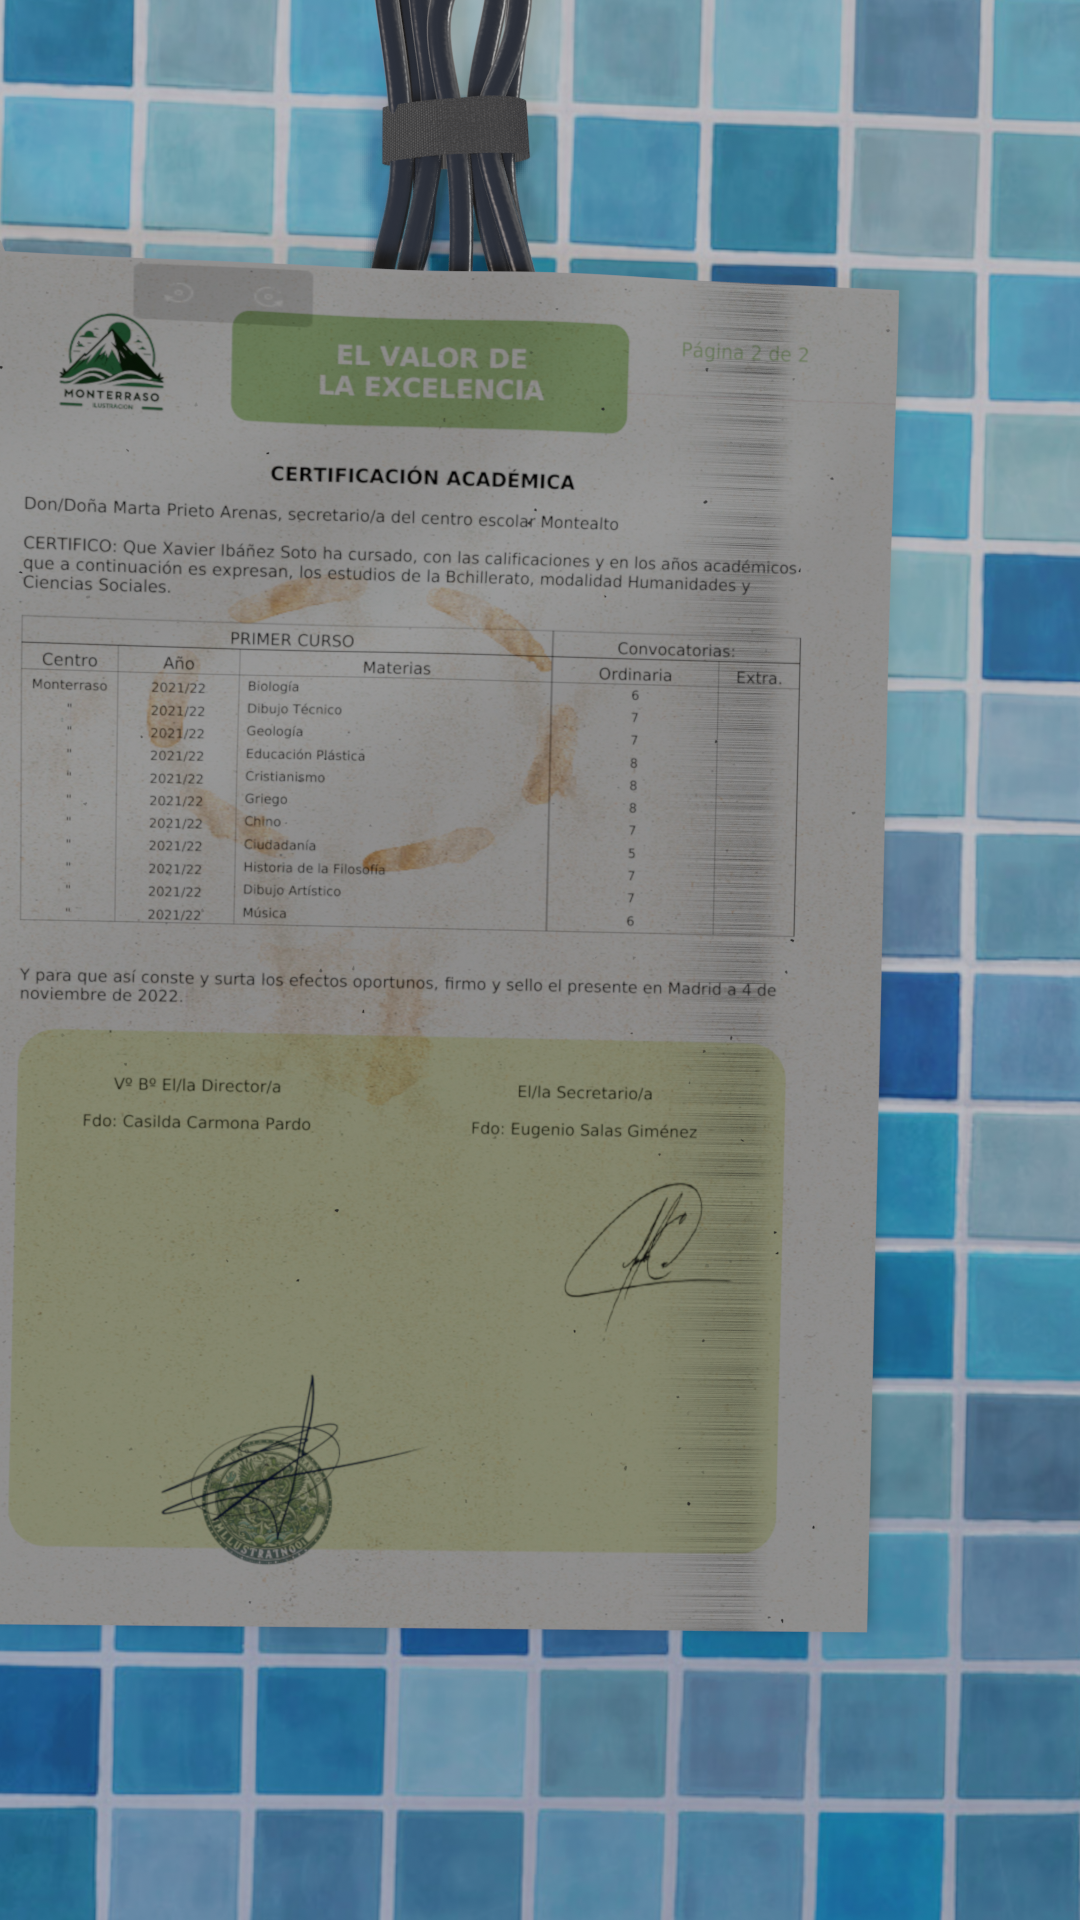 MONTERRASO
ILUSTRACIÓN
EL VALOR DE
LA EXCELENCIA
Página 2 de 2
CERTIFICACIÓN ACADÉMICA
Don/Doña Marta Prieto Arenas, secretario/a del centro escolar Montealto
CERTIFICO: Que Xavier Ibáñez Soto ha cursado, con las calificaciones y en los años académicos
que a continuación es expresan, los estudios de la Bchillerato, modalidad Humanidades y
Ciencias Sociales.
PRIMER CURSO Convocatorias:
Centro Año Materias Ordinaria Extra.
Monterraso 2021/22 Biología 6
" 2021/22 Dibujo Técnico 7
" 2021/22 Geología 7
" 2021/22 Educación Plástica 8
" 2021/22 Cristianismo 8
" 2021/22 Griego 8
" 2021/22 Chino 7
" 2021/22 Ciudadanía 5
" 2021/22 Historia de la Filosofía 7
" 2021/22 Dibujo Artístico 7
" 2021/22 Música 6
Y para que así conste y surta los efectos oportunos, firmo y sello el presente en Madrid a 4 de
noviembre de 2022.
Vº Bº El/la Director/a El/la Secretario/a
Fdo: Casilda Carmona Pardo Fdo: Eugenio Salas Giménez